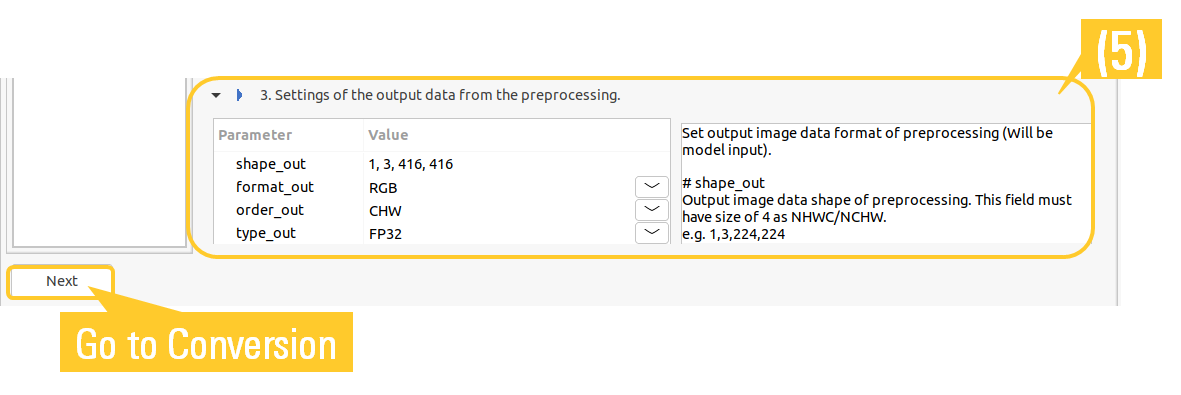 (5)
3. Settings of the output data from the preprocessing.
Parameter Value
shape_out 1, 3, 416, 416
format_out RGB
order_out CHW
type_out FP32
Set output image data format of preprocessing (Will be
model input).
# shape_out
Output image data shape of preprocessing. This field must
have size of 4 as NHWC/NCHW.
e.g. 1,3,224,224
Next
Go to Conversion